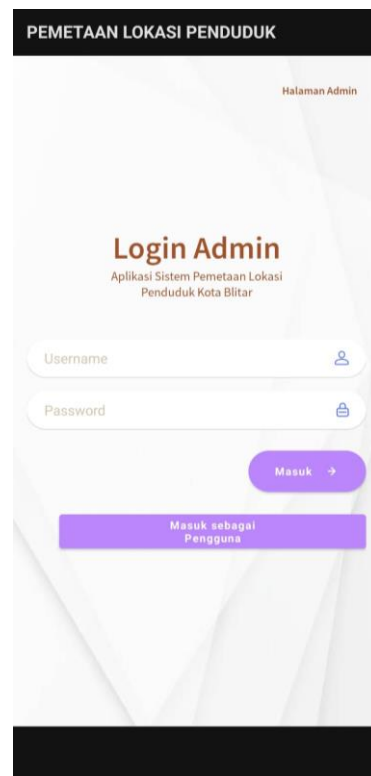 PEMETAAN LOKASI PENDUDUK
Halaman Admin
Login Admin
Aplikasi Sistem Pemetaan Lokasi
Penduduk Kota Blitar
Username
Password
Masuk →
Masuk sebagai
Pengguna